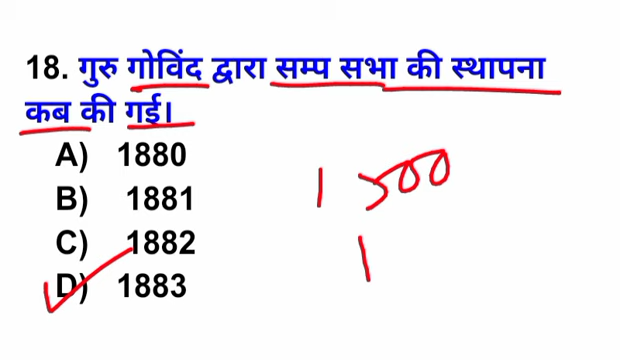 18. गुरु गोविंद द्वारा सम्प सभा की स्थापना
कब की गई।
A) 1880
B) 1881
C) 1882
D) 1883
1 500
1